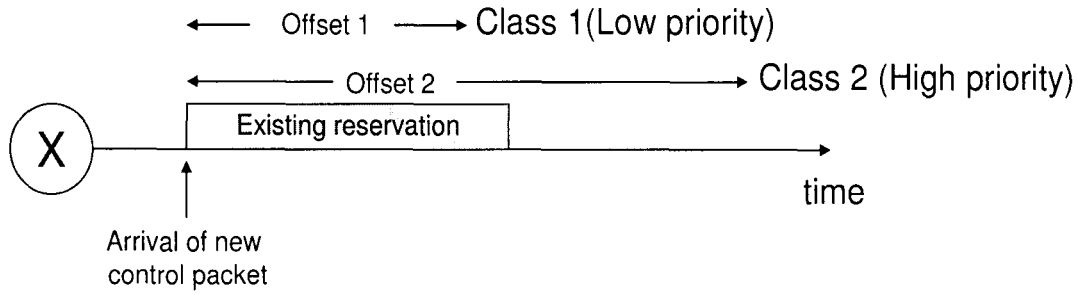 Offset 1 Class 1(Low priority)
Offset 2 Class 2 (High priority)
Existing reservation
X
time
Arrival of new
control packet